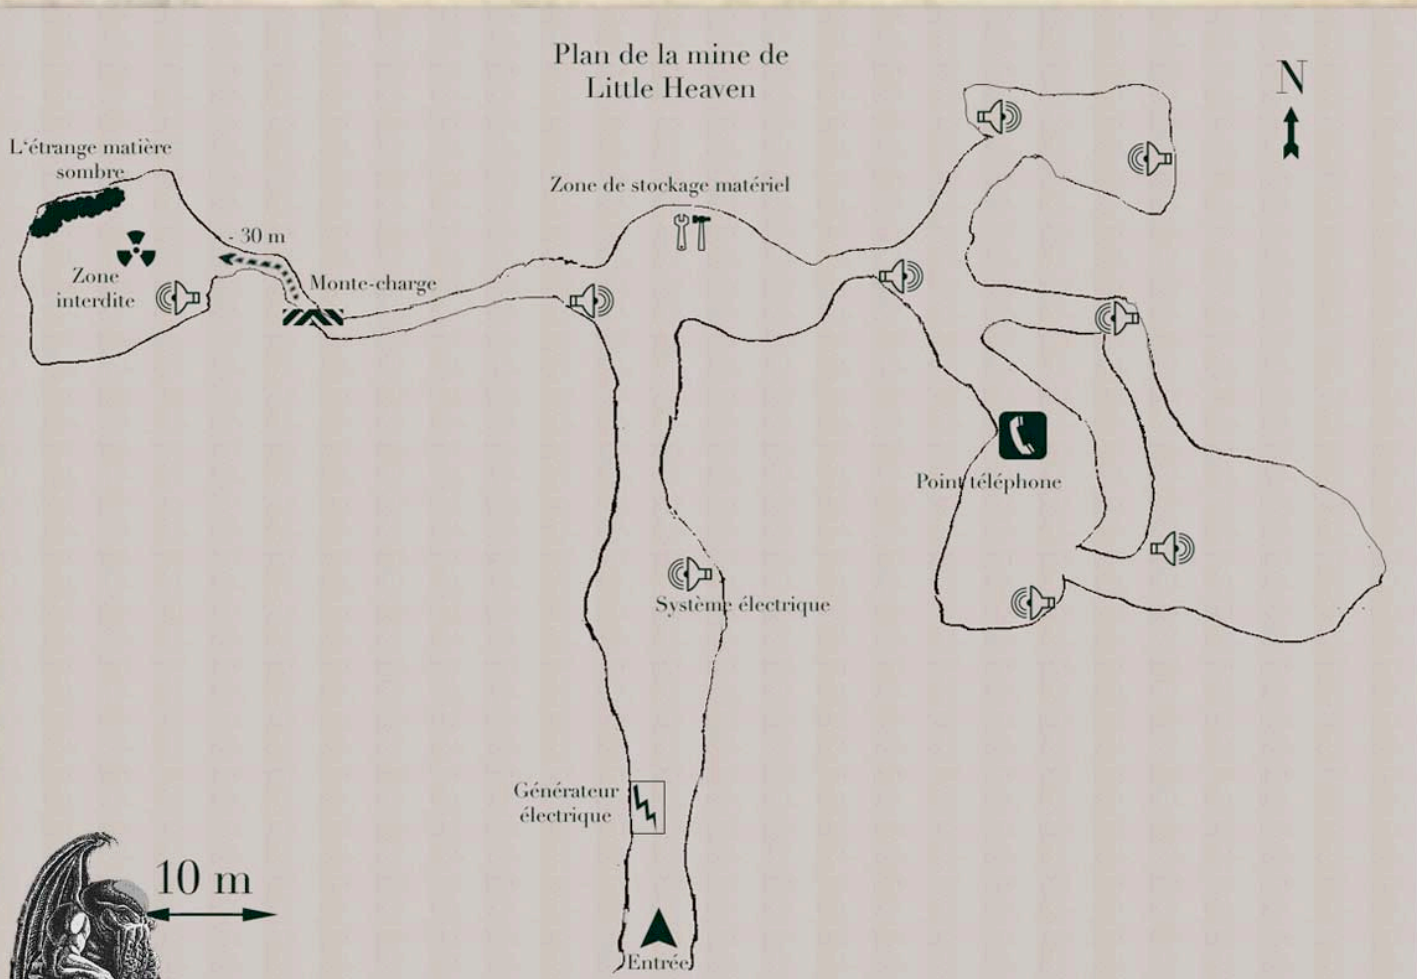 Plan de la mine de
Little Heaven
N
L'étrange matière
sombre
Zone de stockage matériel
- 30 m
Zone
interdite
Monte-charge
Point téléphone
Système électrique
Générateur
électrique
10 m
Entrée